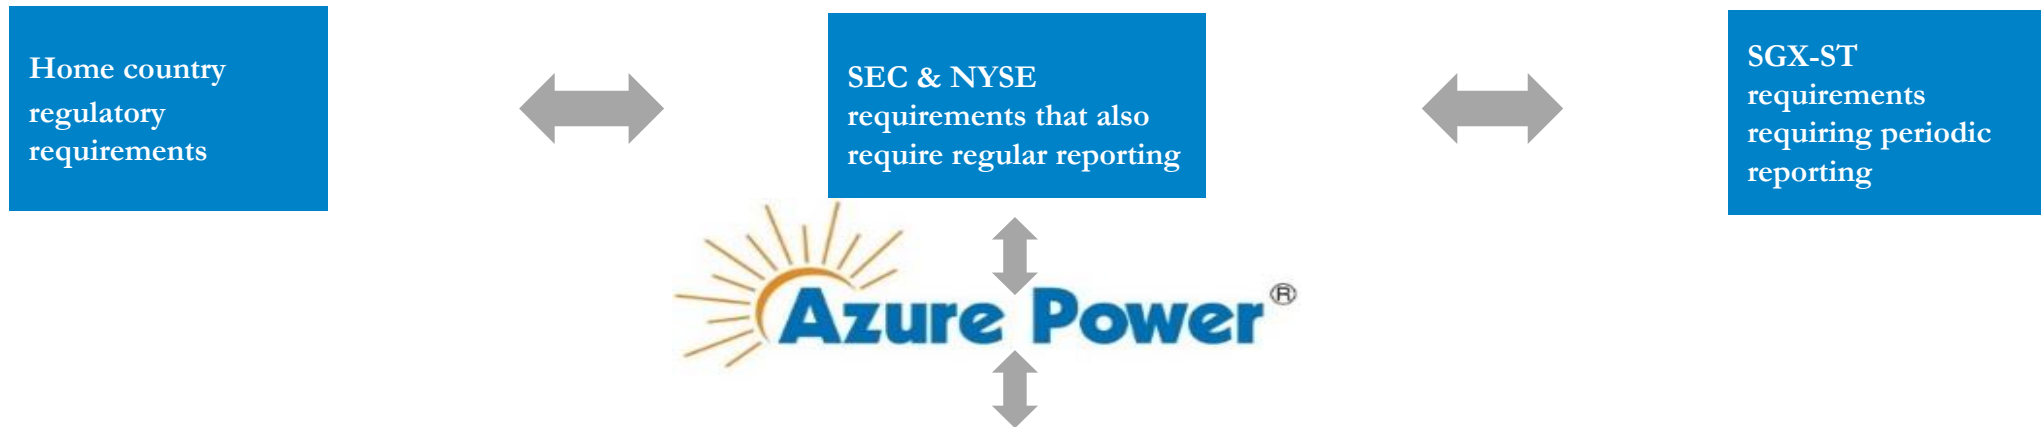 Home country
regulatory
requirements
SEC & NYSE
requirements that also
require regular reporting
SGX-ST
requirements
requiring periodic
reporting
Azure Power®